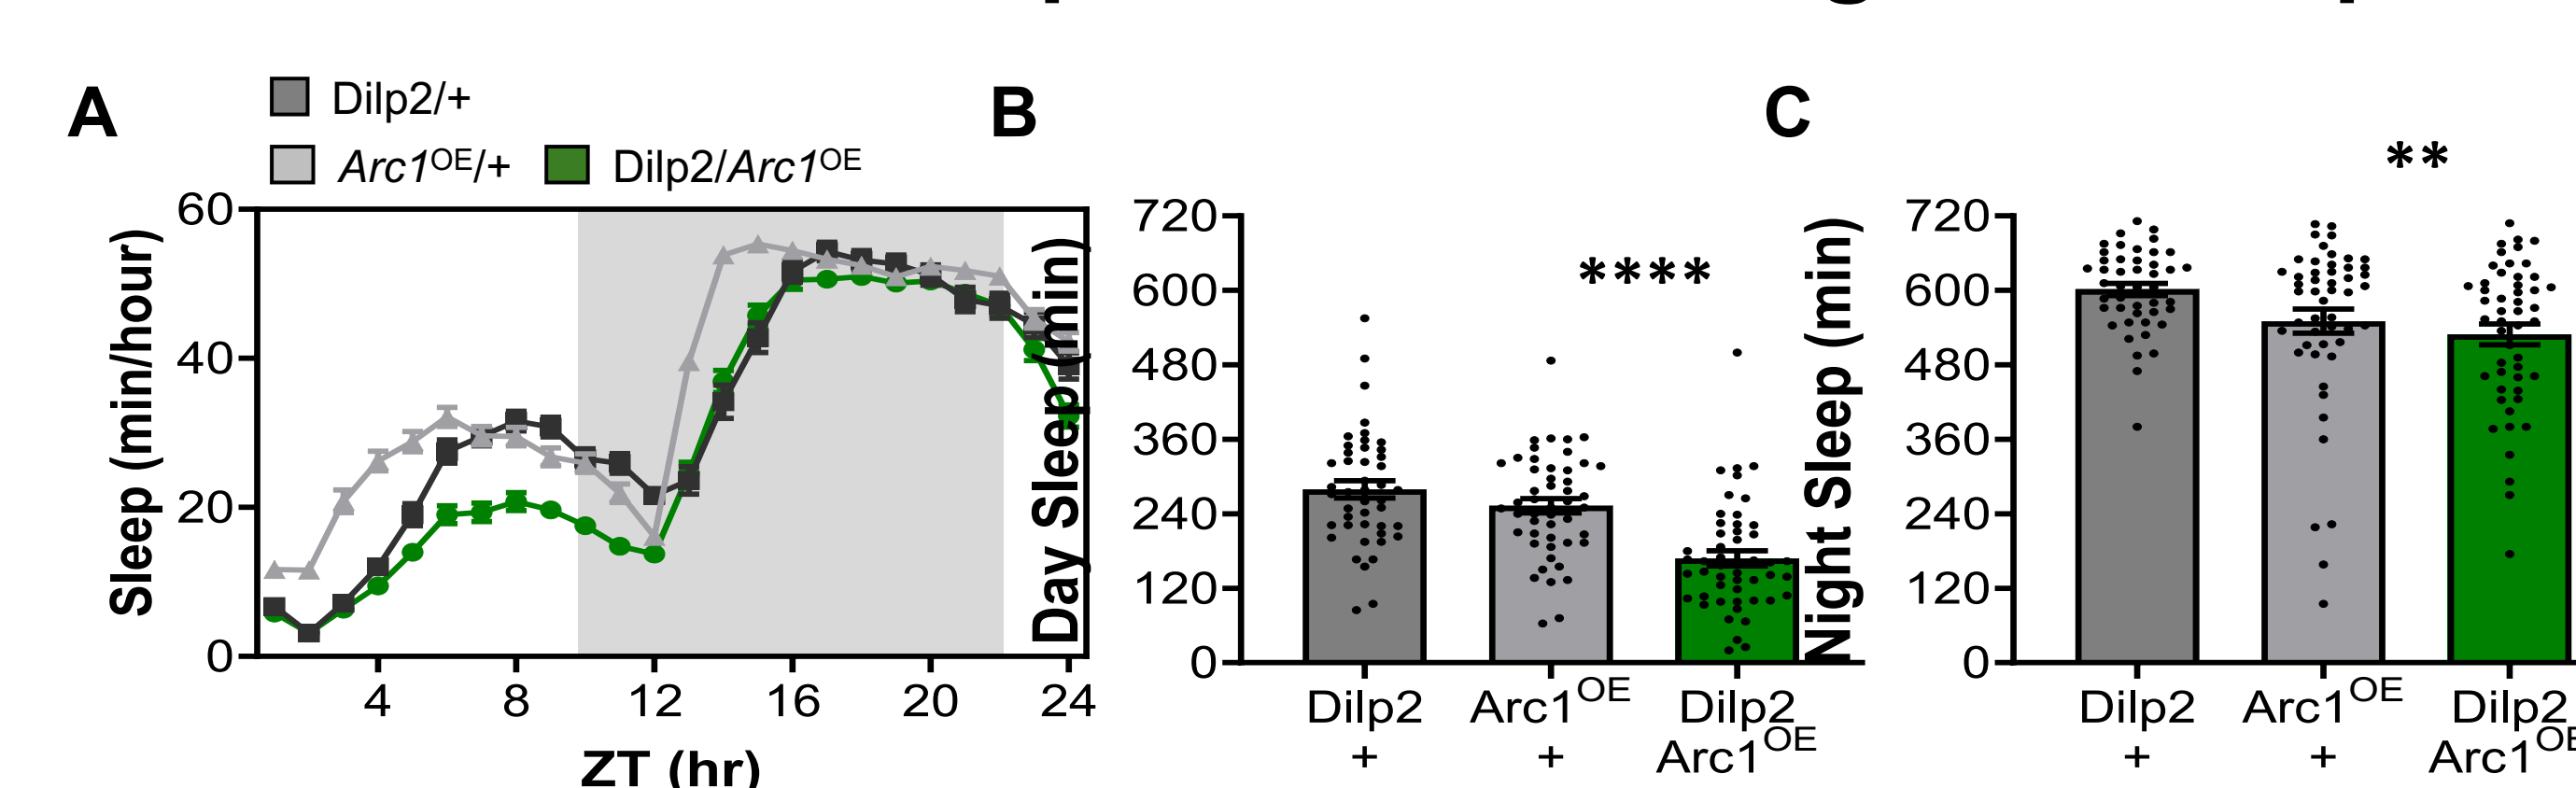 A
Dilp2/+
Arc1OE/+
Dilp2/Arc1OE
Sleep (min/hour)
60
40
20
0
4 8 12 16 20 24
ZT (hr)
B
****
Day Sleep (min)
720
600
480
360
240
120
0
Dilp2 Arc1OE Dilp2
+ + Arc1OE
C
**
Night Sleep (min)
720
600
480
360
240
120
0
Dilp2 Arc1OE Dilp2
+ + Arc1OE